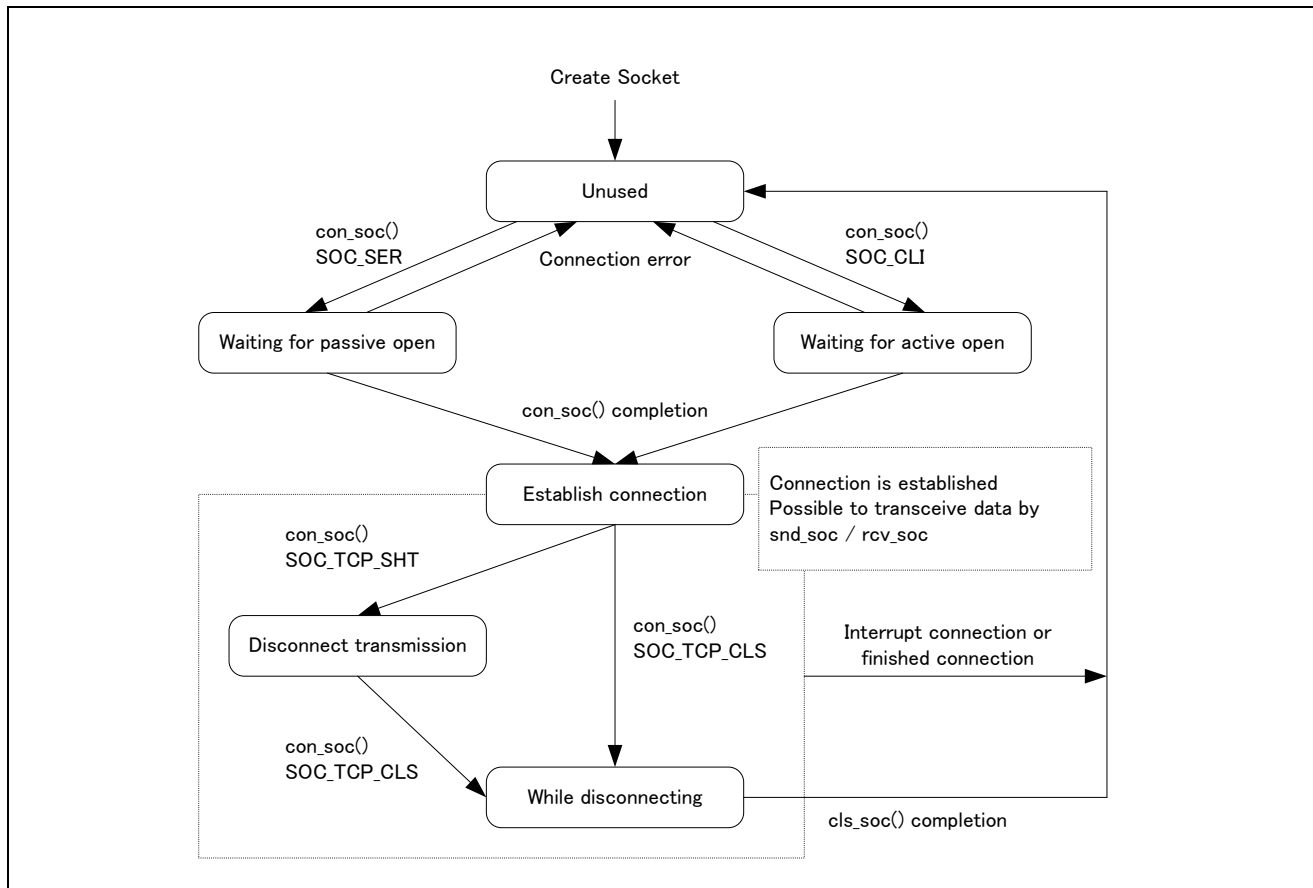 Create Socket
Unused
con_soc()
SOC_SER
Connection error
con_soc()
SOC_CLI
Waiting for passive open
Waiting for active open
con_soc() completion
Establish connection
Connection is established
Possible to transceive data by
snd_soc / rcv_soc
con_soc()
SOC_TCP_SHT
Disconnect transmission
con_soc()
SOC_TCP_CLS
Interrupt connection or
finished connection
con_soc()
SOC_TCP_CLS
While disconnecting
cls_soc() completion